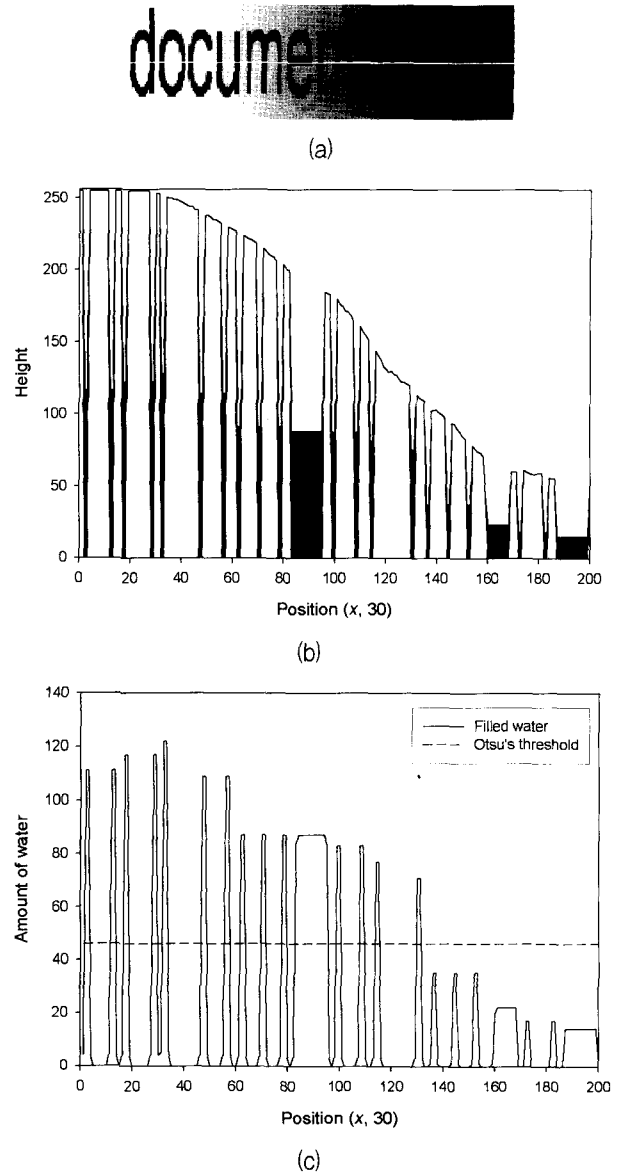 docume
(a)
250
200
150
100
50
0
Height
0 20 40 60 80 100 120 140 160 180 200
Position (x, 30)
(b)
140
120
100
80
60
40
20
0
Amount of water
Filled water
Otsu's threshold
0 20 40 60 80 100 120 140 160 180 200
Position (x, 30)
(c)